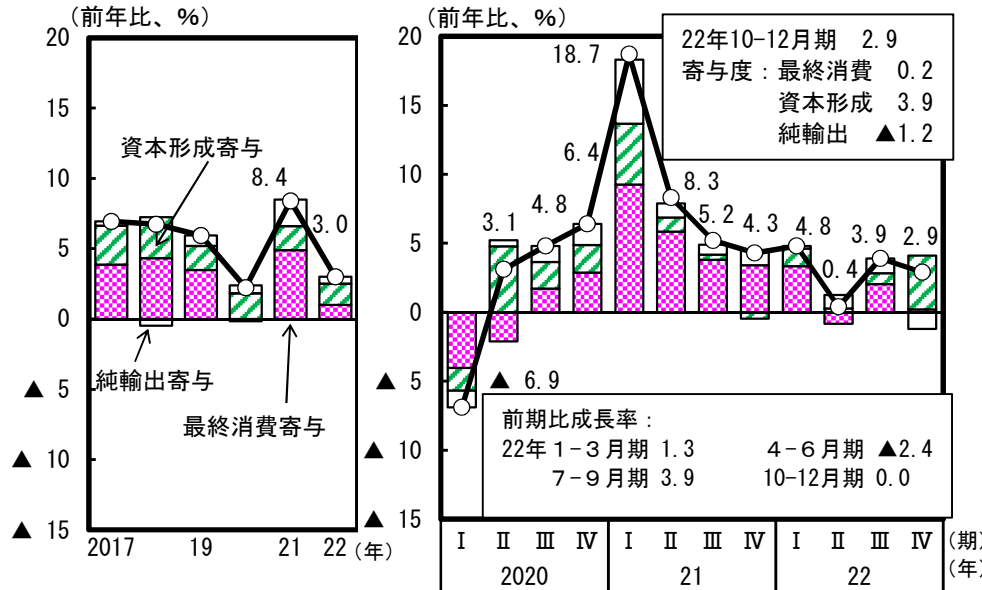 （前年比、％）
20
15
10
5
0
▲ 5
▲ 10
▲ 15
資本形成寄与
8.4
3.0
純輸出寄与
最終消費寄与
2017 19 21 22 （年）
（前年比、％）
20
15
10
5
0
▲ 5
▲ 10
▲ 15
18.7
6.4
4.8
3.1
▲ 6.9
8.3
5.2
4.3
4.8
0.4
3.9
2.9
22年10-12月期 2.9
寄与度：最終消費 0.2
資本形成 3.9
純輸出 ▲1.2
前期比成長率：
22年１-３月期 1.3 ４-６月期 ▲2.4
７-９月期 3.9 10-12月期 0.0
Ⅰ Ⅱ Ⅲ Ⅳ Ⅰ Ⅱ Ⅲ Ⅳ Ⅰ Ⅱ Ⅲ Ⅳ （期）
2020 21 22 （年）